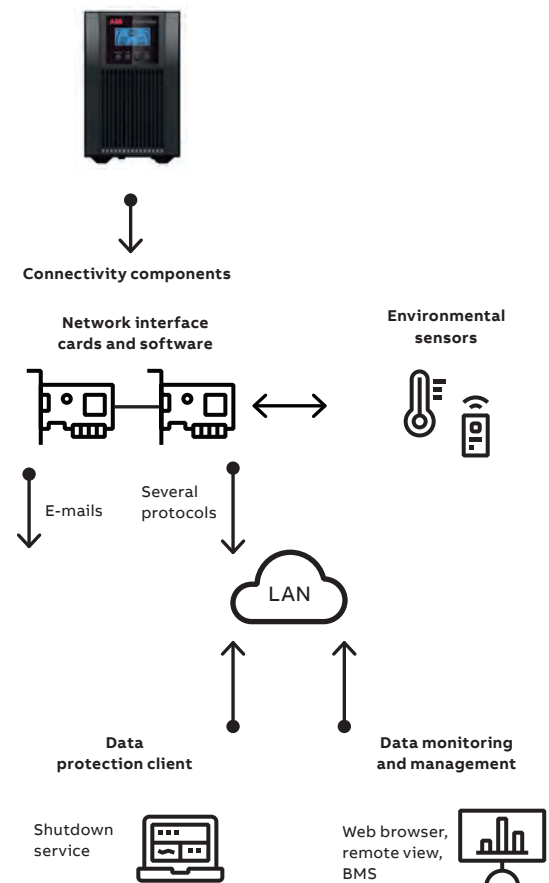 ABB
Connectivity components
Network interface
cards and software
Environmental
sensors
E-mails
Several
protocols
LAN
Data
protection client
Data monitoring
and management
Shutdown
service
Web browser,
remote view,
BMS